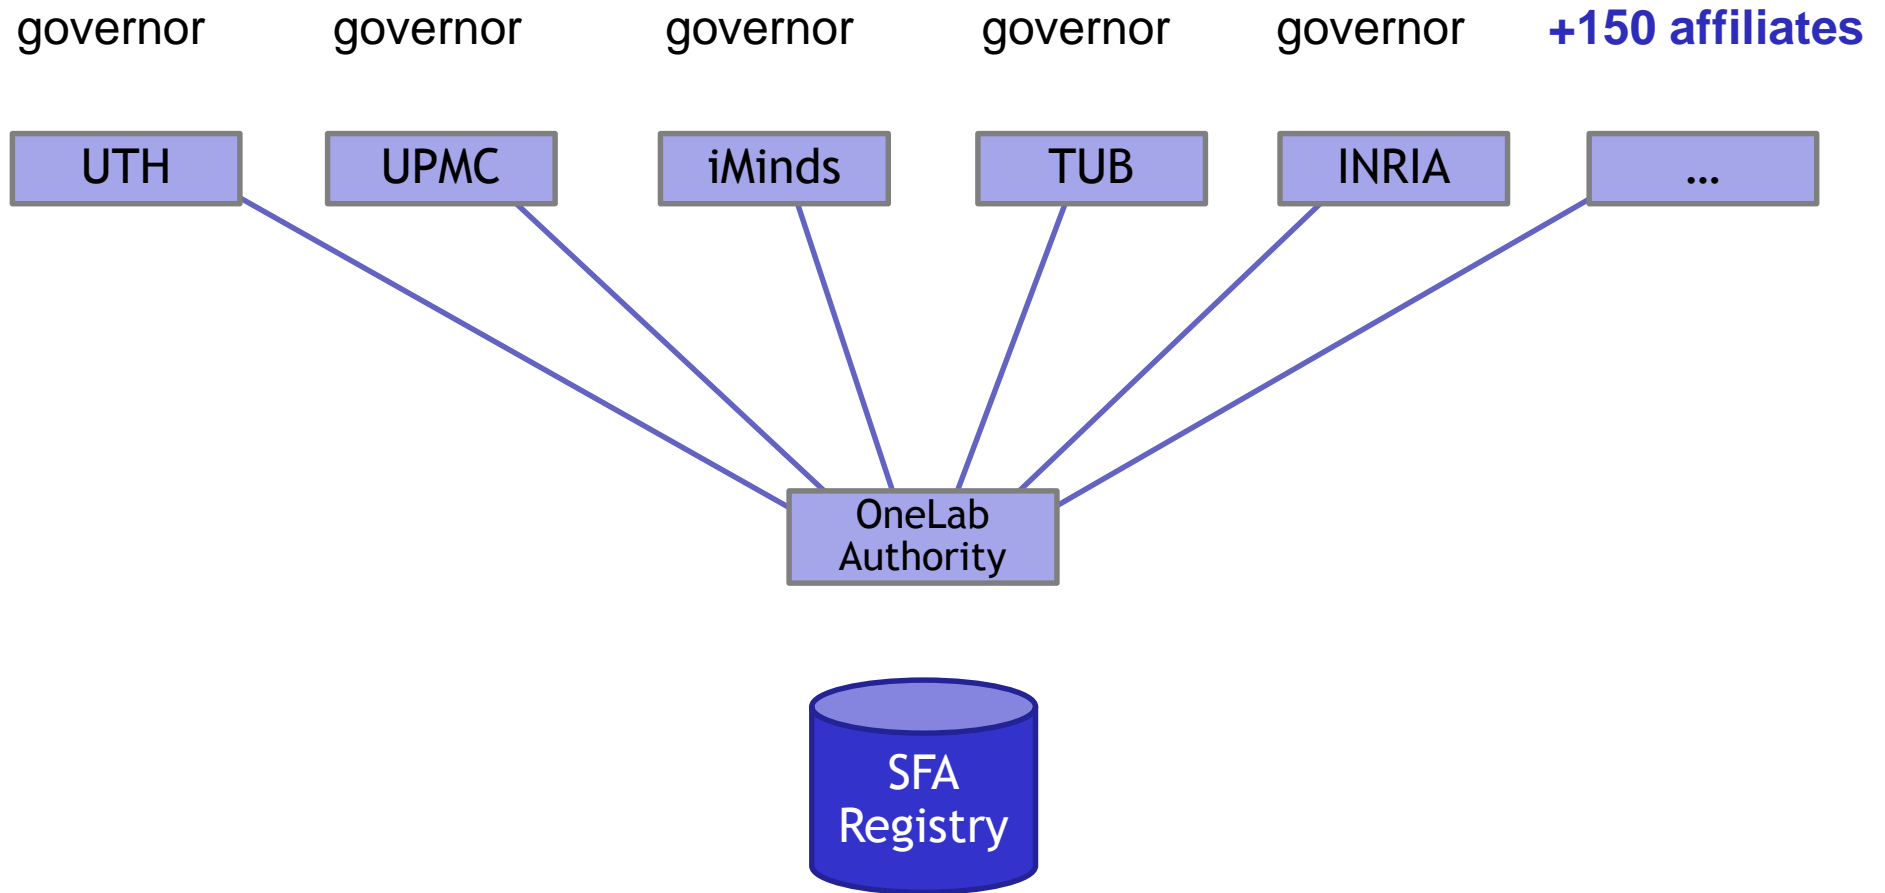 governor governor governor governor governor +150 affiliates
UTH UPMC iMinds TUB INRIA ...
OneLab
Authority
SFA
Registry